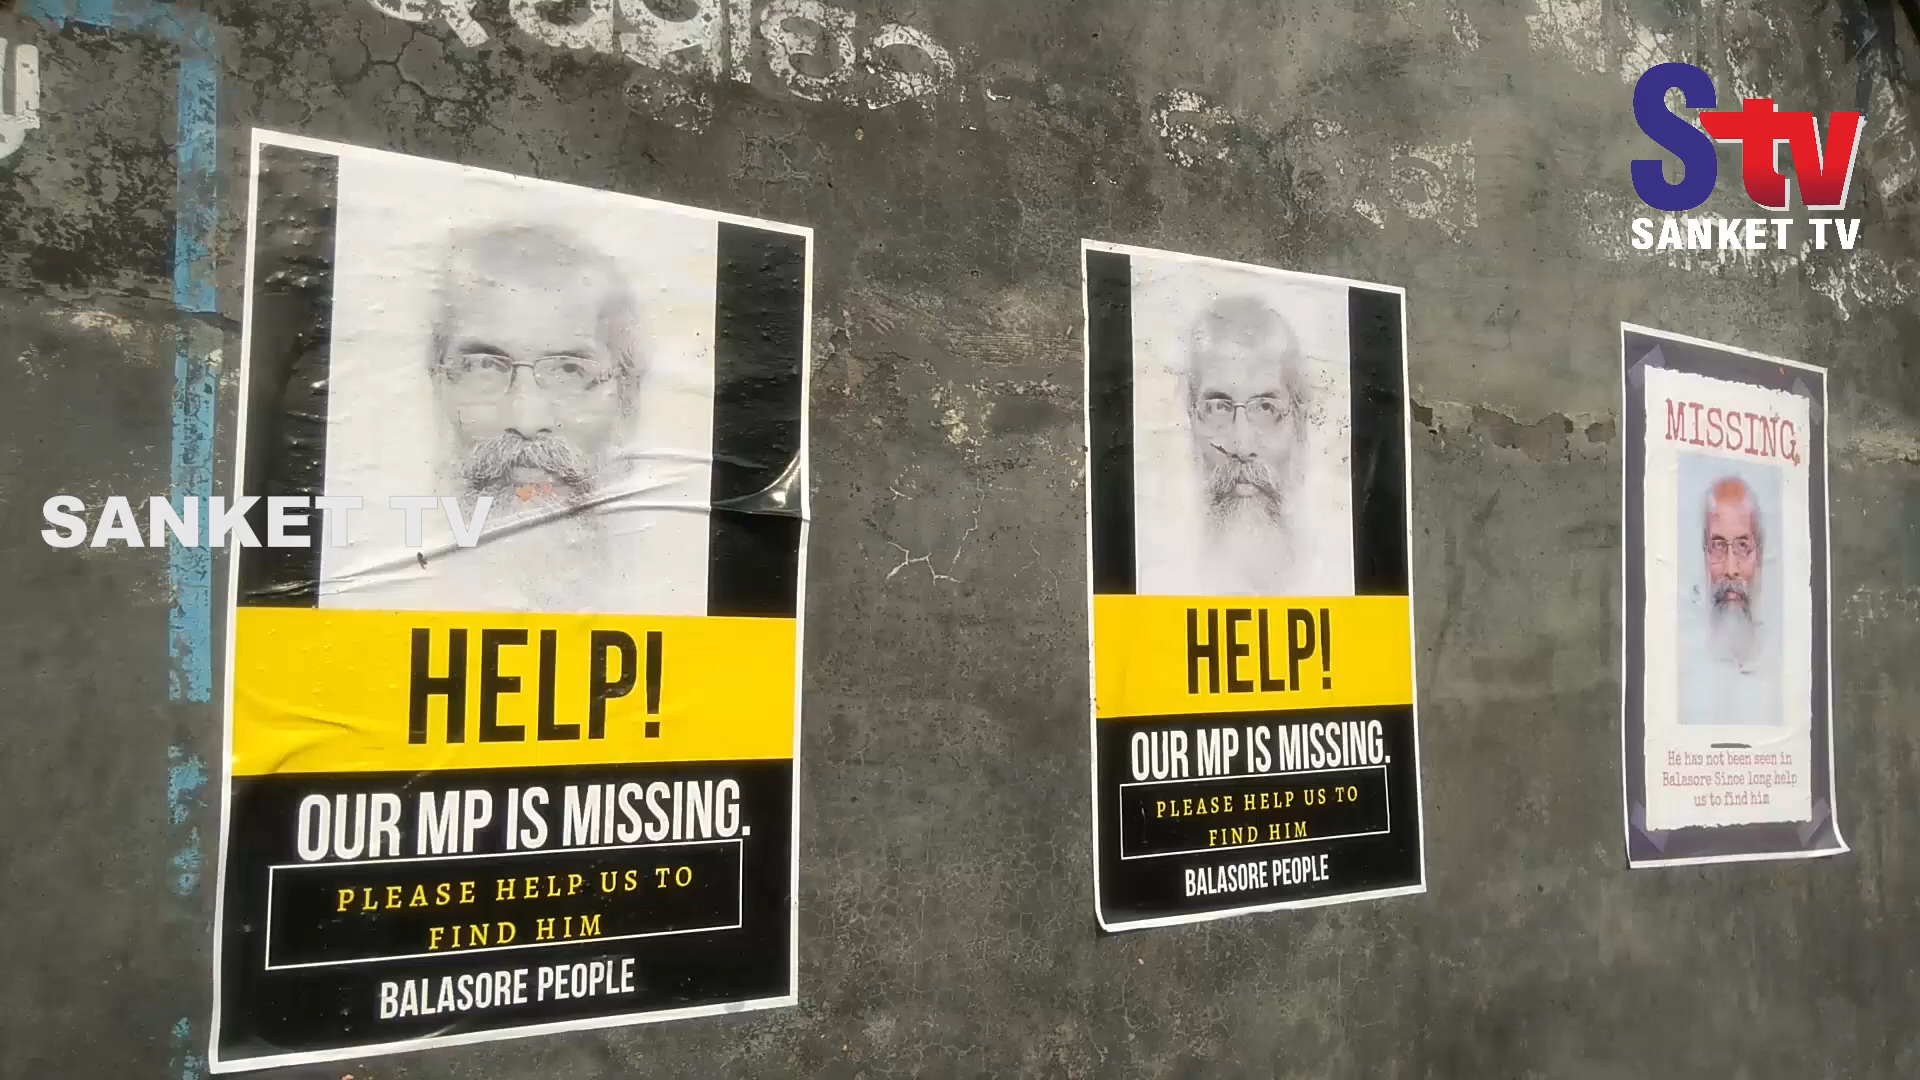 STV
SANKET TV
SANKET TV
HELP!
OUR MP IS MISSING.
PLEASE HELP US TO
FIND HIM
BALASORE PEOPLE
HELP!
OUR MP IS MISSING.
PLEASE HELP US TO
FIND HIM
BALASORE PEOPLE
MISSING
He has not been seen in
Balasore Since long help
us to find him